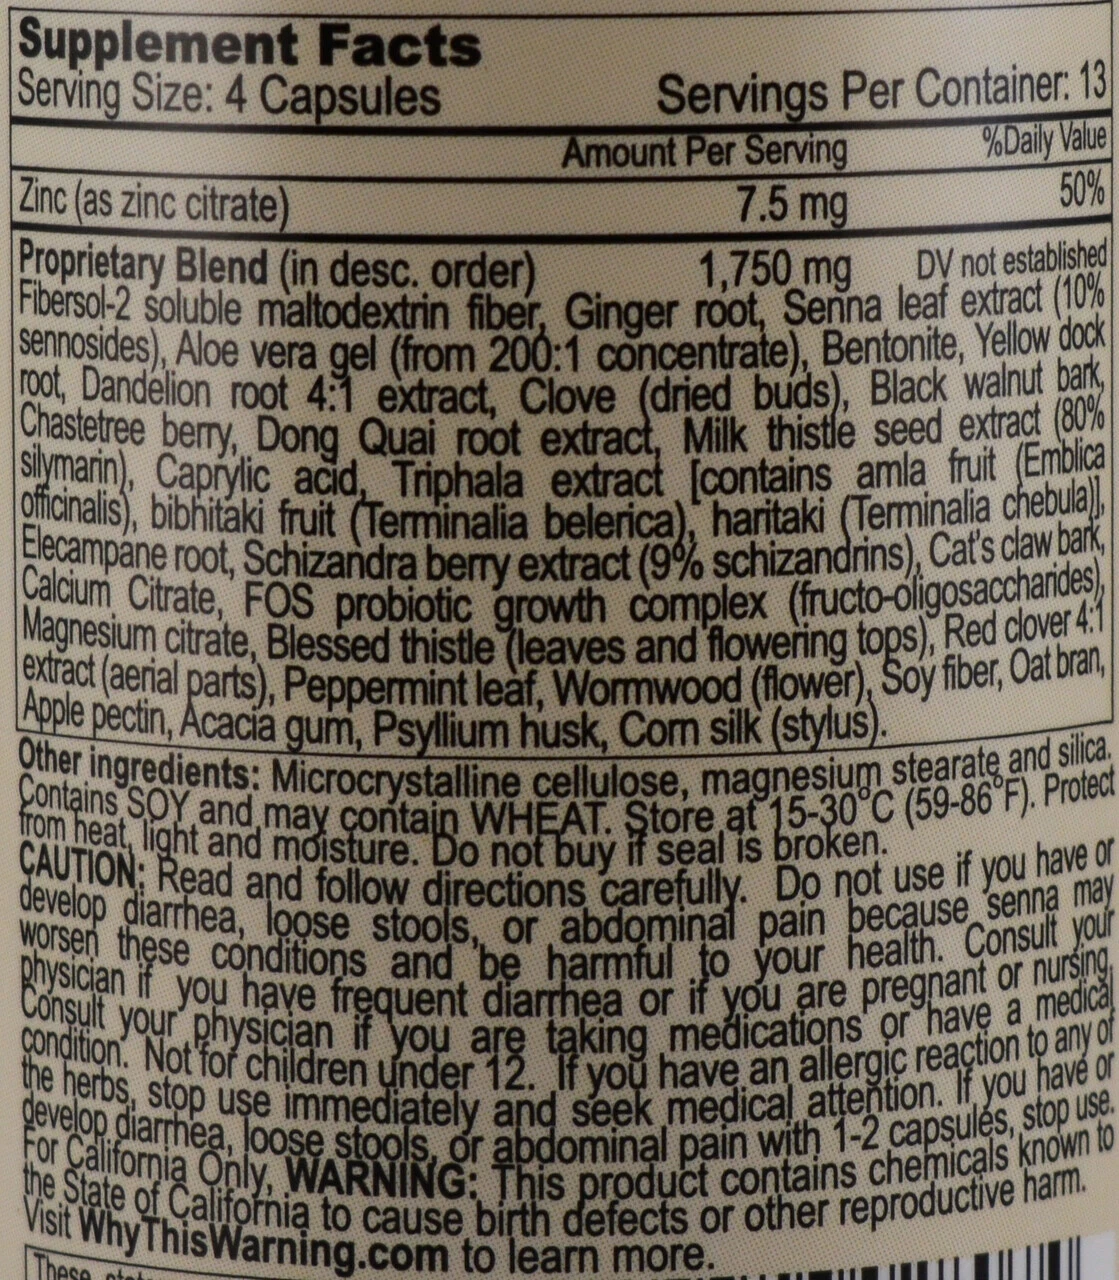 Supplement Facts
Serving Size: 4 Capsules Servings Per Container: 13
Amount Per Serving %Daily Value
Zinc (as zinc citrate) 7.5 mg 50%
Proprietary Blend (in desc. order) 1,750 mg DV not established
Fibersol-2 soluble maltodextrin fiber, Ginger root, Senna leaf extract (10%
sennosides), Aloe vera gel (from 200:1 concentrate), Bentonite, Yellow dock
root, Dandelion root 4:1 extract, Clove (dried buds), Black walnut bark,
Chastetree berry, Dong Quai root extract, Milk thistle seed extract (80%
silymarin), Caprylic acid, Triphala extract [contains amla fruit (Emblica
officinalis), bibhitaki fruit (Terminalia belerica), haritaki (Terminalia chebula)],
Elecampane root, Schizandra berry extract (9% schizandrins), Cat's claw bark,
Calcium Citrate, FOS probiotic growth complex (fructo-oligosaccharides),
Magnesium citrate, Blessed thistle (leaves and flowering tops), Red clover 4:1
extract (aerial parts), Peppermint leaf, Wormwood (flower), Soy fiber, Oat bran,
Apple pectin, Acacia gum, Psyllium husk, Corn silk (stylus).
Other ingredients: Microcrystalline cellulose, magnesium stearate and silica.
Contains SOY and may contain WHEAT. Store at 15-30°C (59-86°F). Protect
from heat, light and moisture. Do not buy if seal is broken.
CAUTION: Read and follow directions carefully. Do not use if you have or
develop diarrhea, loose stools, or abdominal pain because senna may
worsen these conditions and be harmful to your health. Consult your
physician if you have frequent diarrhea or if you are pregnant or nursing.
Consult your physician if you are taking medications or have a medical
condition. Not for children under 12. If you have an allergic reaction to any of
the herbs, stop use immediately and seek medical attention. If you have or
develop diarrhea, loose stools, or abdominal pain with 1-2 capsules, stop use.
For California Only, WARNING: This product contains chemicals known to
the State of California to cause birth defects or other reproductive harm.
Visit WhyThisWarning.com to learn more.
These